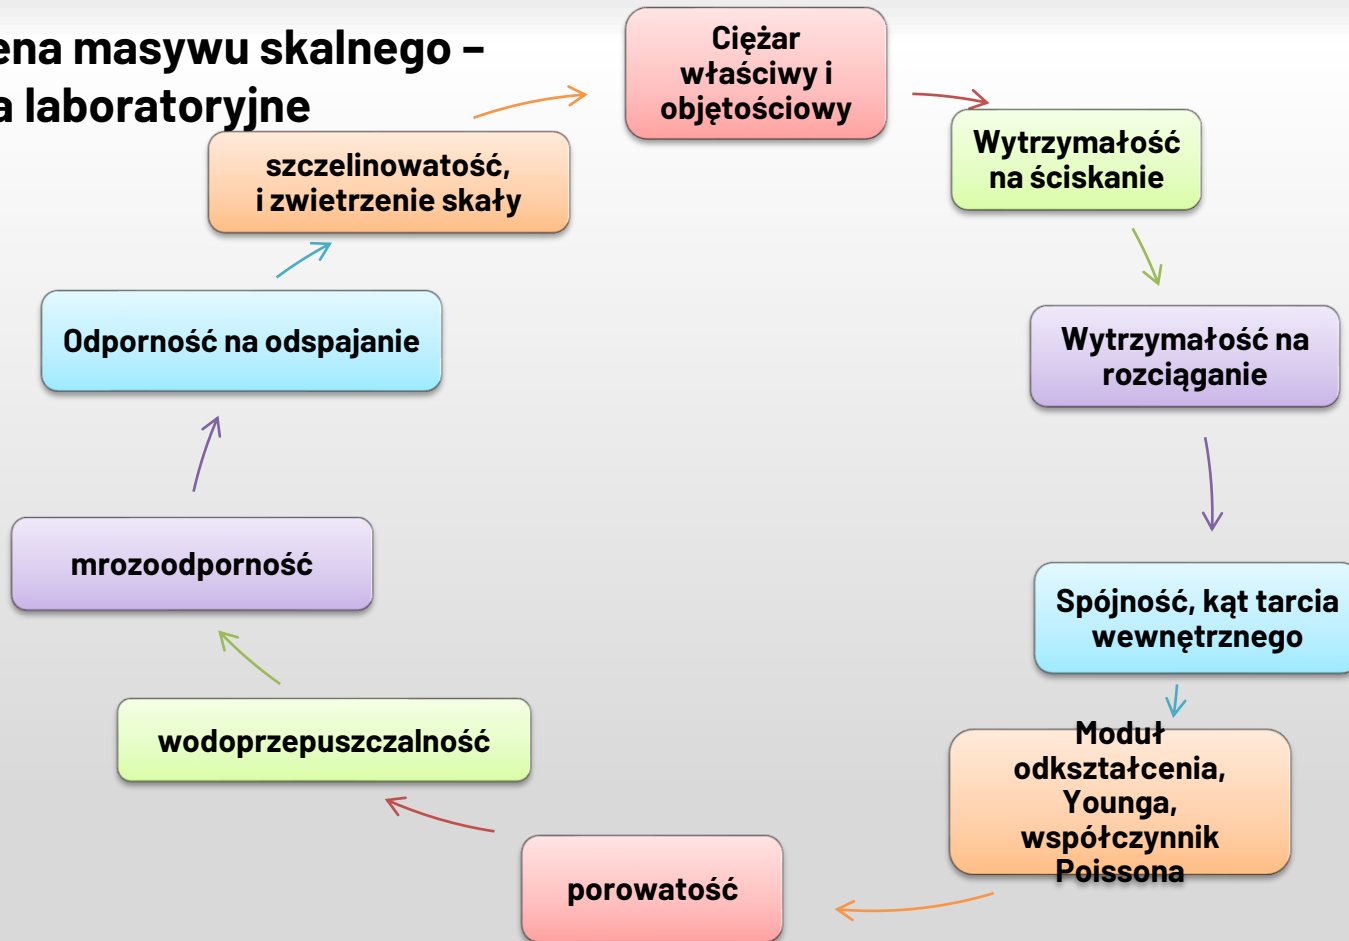 ena masywu skalnego –
a laboratoryjne
Ciężar
właściwy i
objętościowy
Wytrzymałość
na ściskanie
Wytrzymałość na
rozciąganie
Spójność, kąt tarcia
wewnętrznego
Moduł
odkształcenia,
Younga,
współczynnik
Poissona
porowatość
wodoprzepuszczalność
mrozoodporność
Odporność na odspajanie
szczelinowatość,
i zwietrzenie skały